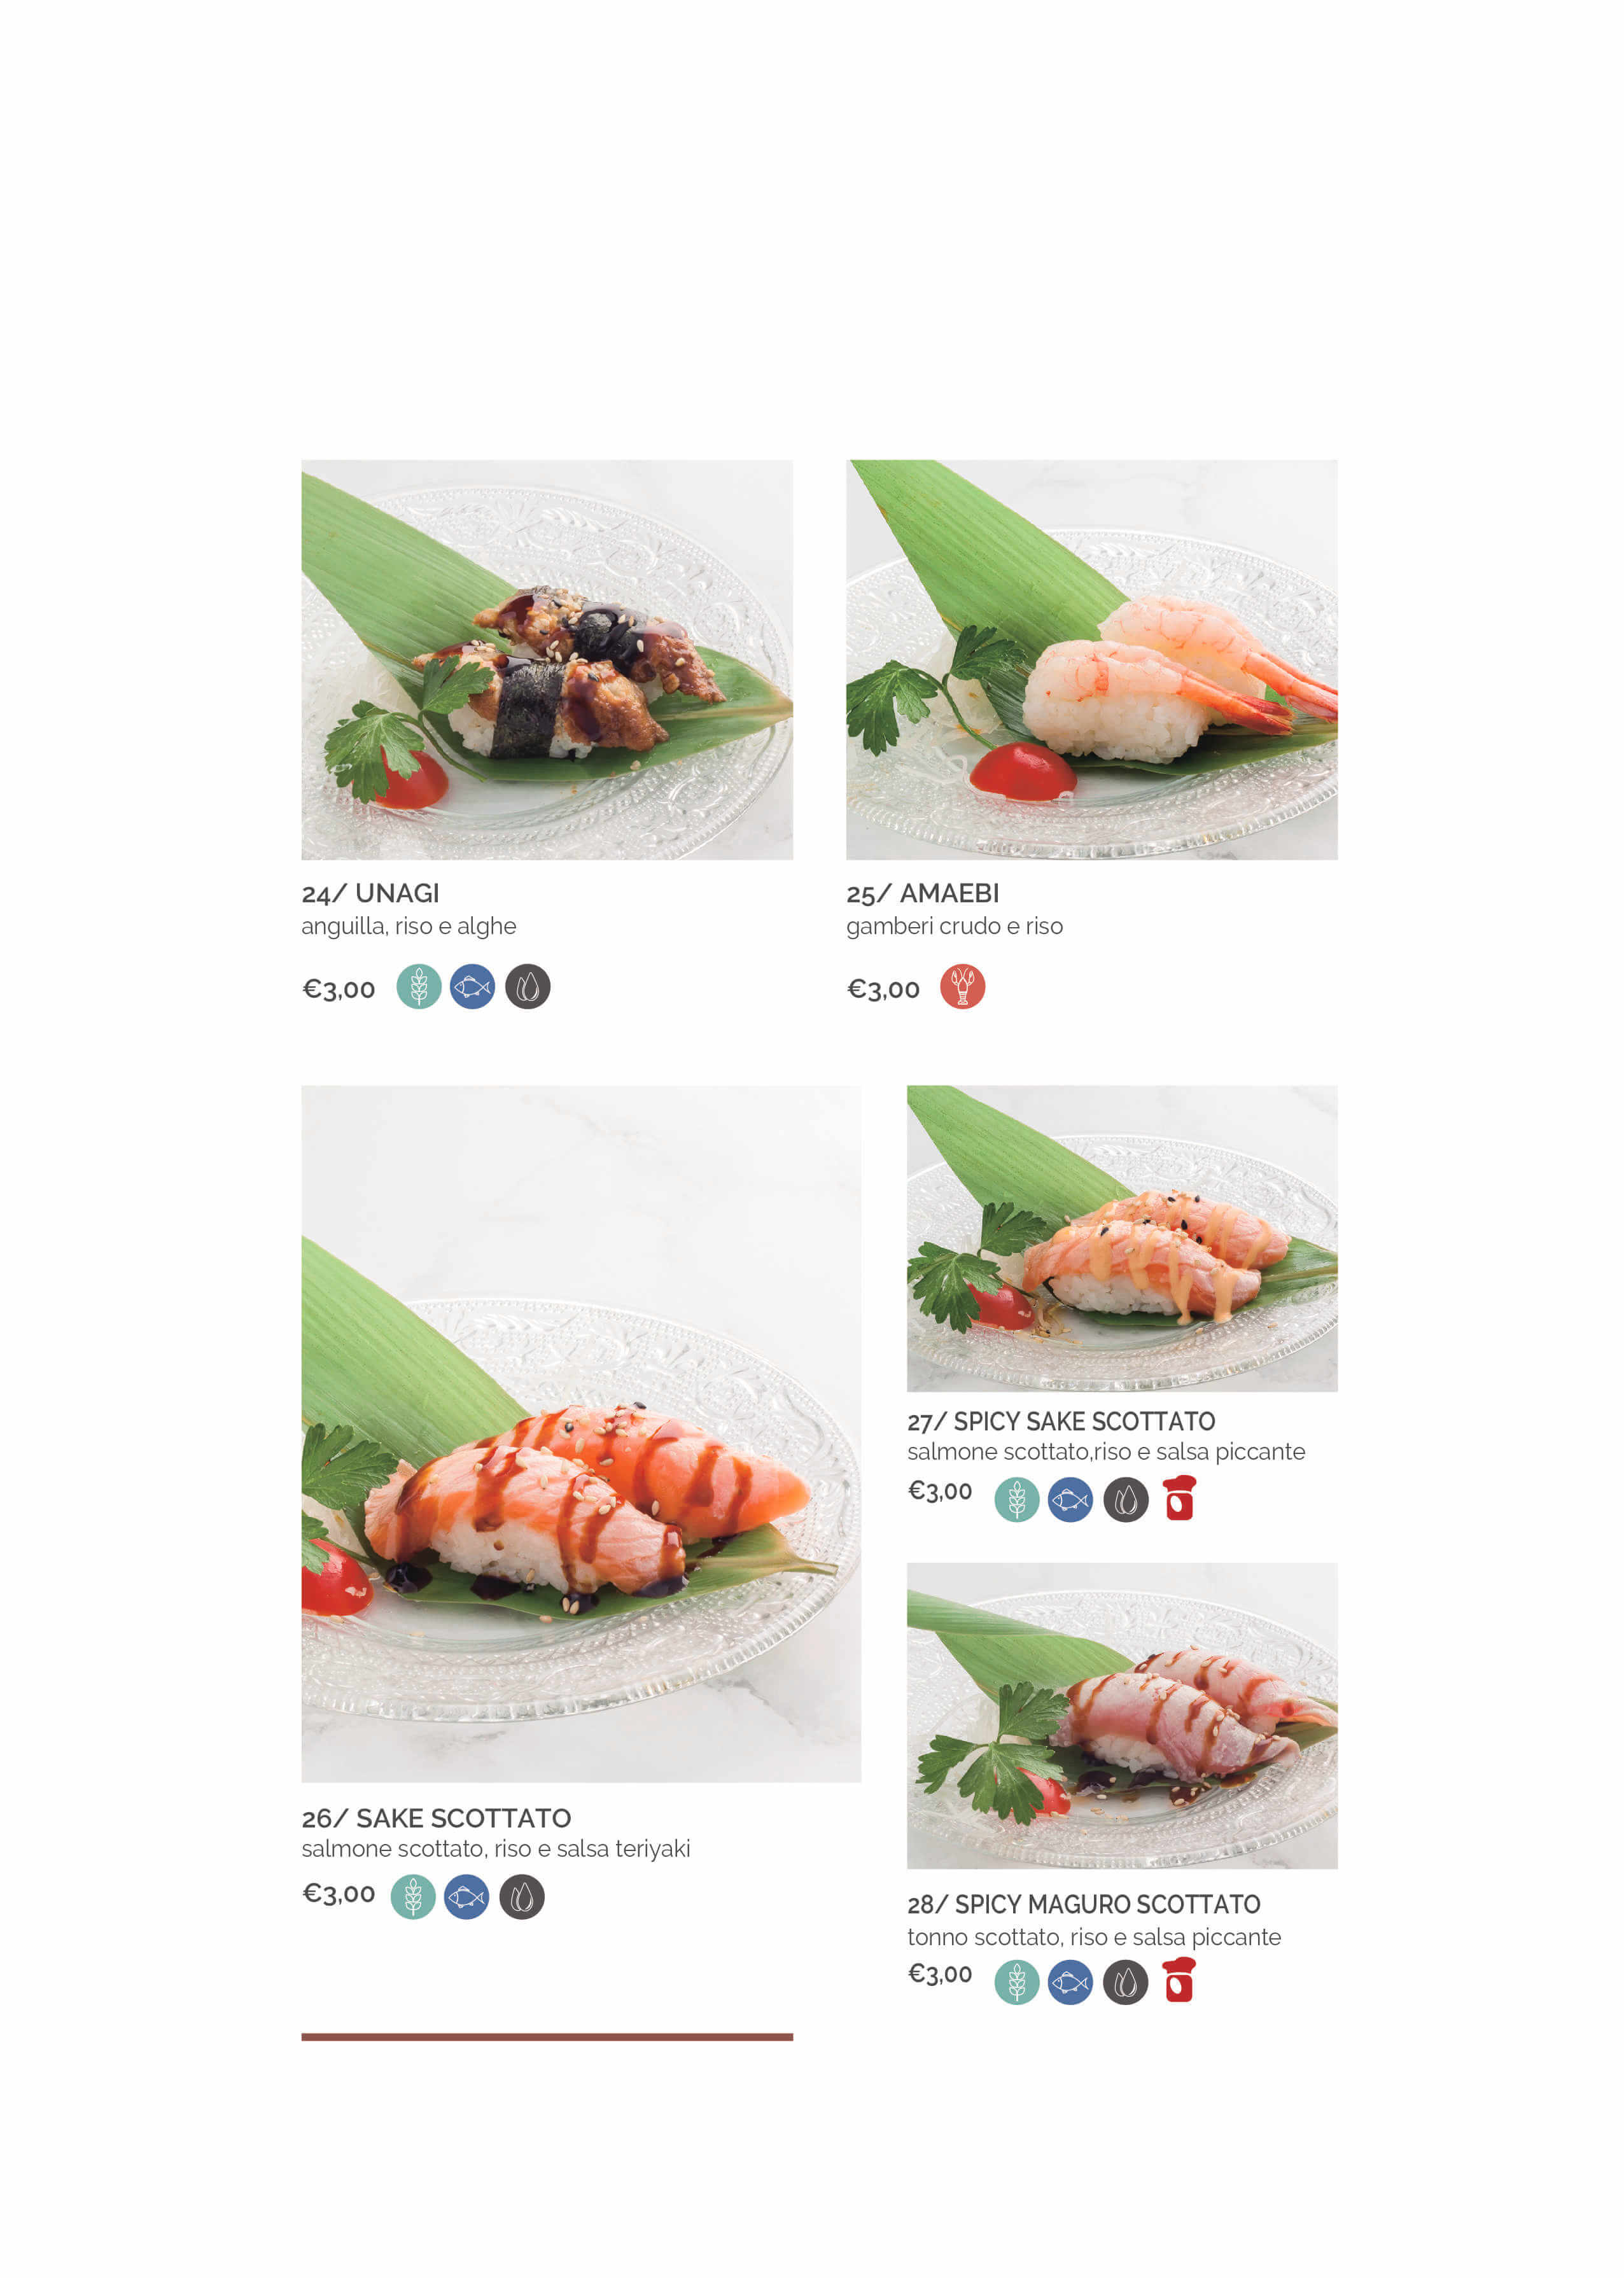 24/ UNAGI
anguilla, riso e alghe
€3,00
25/ AMAEBI
gamberi crudo e riso
€3,00
26/ SAKE SCOTTATO
salmone scottato, riso e salsa teriyaki
€3,00
27/ SPICY SAKE SCOTTATO
salmone scottato,riso e salsa piccante
€3,00
28/ SPICY MAGURO SCOTTATO
tonno scottato, riso e salsa piccante
€3,00